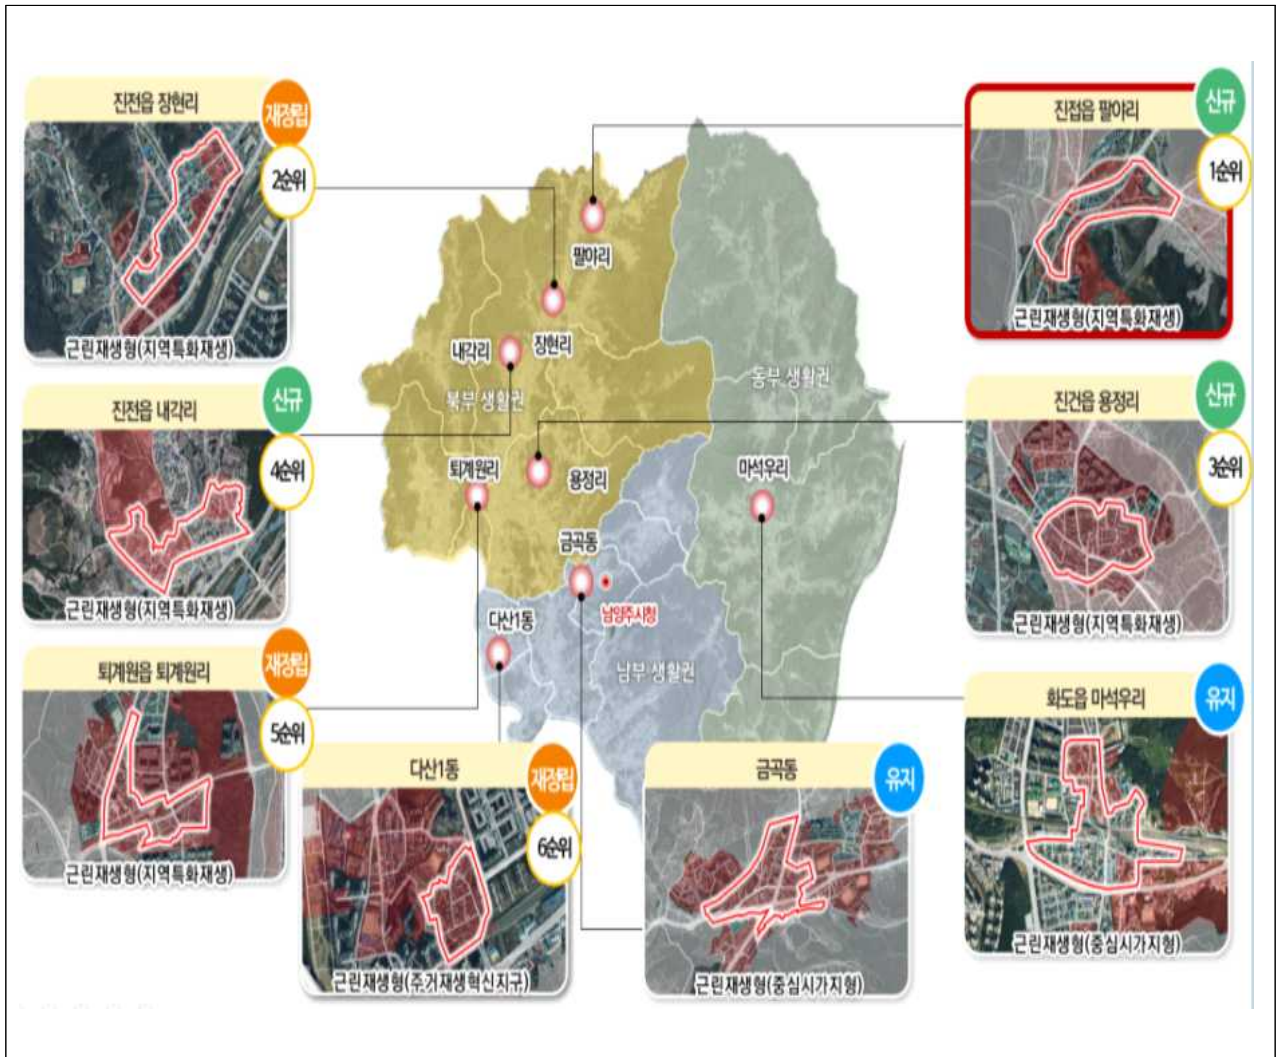 진전읍 장현리
재정립
2순위
근린재생형(지역특화재생)
진전읍 내각리
신규
4순위
근린재생형(지역특화재생)
퇴계원읍 퇴계원리
재정립
5순위
근린재생형(지역특화재생)
다산1동
재정립
6순위
근린재생형(주거재생혁신지구)
금곡동
유지
근린재생형(중심시가지형)
진접읍 팔야리
신규
1순위
근린재생형(지역특화재생)
진건읍 용정리
신규
3순위
근린재생형(지역특화재생)
화도읍 마석우리
유지
근린재생형(중심시가지형)
팔야리
장현리
내각리
북부 생활권
동부 생활권
퇴계원리
용정리
마석우리
금곡동
남양주시청
다산1동
남부 생활권